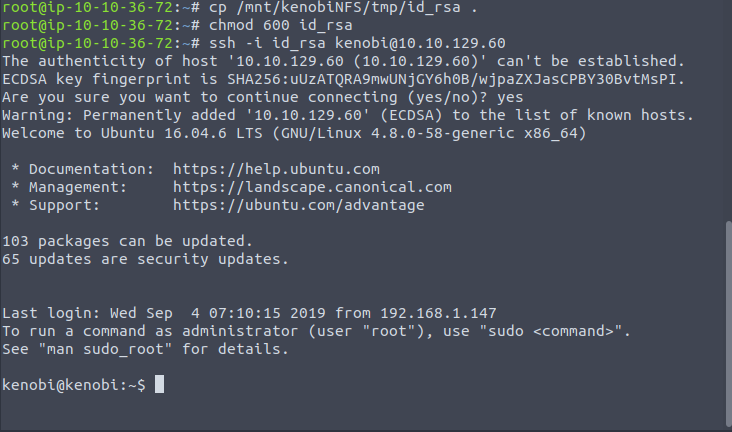 root@ip-10-10-36-72:~# cp /mnt/kenobiNFS/tmp/id_rsa .
root@ip-10-10-36-72:~# chmod 600 id_rsa
root@ip-10-10-36-72:~# ssh -i id_rsa kenobi@10.10.129.60
The authenticity of host '10.10.129.60 (10.10.129.60)' can't be established.
ECDSA key fingerprint is SHA256:uUzATQRA9mwUNjGY6h0B/wjpaZXJasCPBY30BvtMsPI.
Are you sure you want to continue connecting (yes/no)? yes
Warning: Permanently added '10.10.129.60' (ECDSA) to the list of known hosts.
Welcome to Ubuntu 16.04.6 LTS (GNU/Linux 4.8.0-58-generic x86_64)
* Documentation:  https://help.ubuntu.com
* Management:     https://landscape.canonical.com
* Support:        https://ubuntu.com/advantage
103 packages can be updated.
65 updates are security updates.
Last login: Wed Sep  4 07:10:15 2019 from 192.168.1.147
To run a command as administrator (user "root"), use "sudo <command>".
See "man sudo_root" for details.
kenobi@kenobi:~$